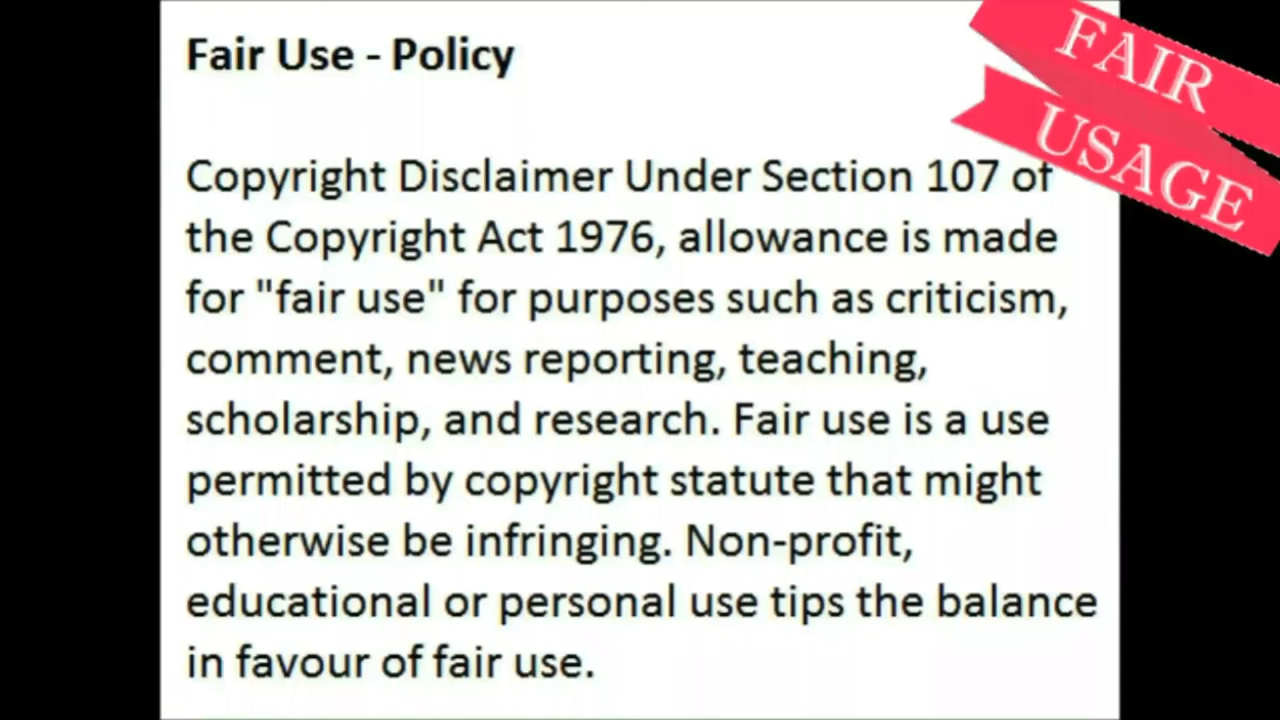 Fair Use - Policy
FAIR
USAGE
Copyright Disclaimer Under Section 107 of
the Copyright Act 1976, allowance is made
for "fair use" for purposes such as criticism,
comment, news reporting, teaching,
scholarship, and research. Fair use is a use
permitted by copyright statute that might
otherwise be infringing. Non-profit,
educational or personal use tips the balance
in favour of fair use.